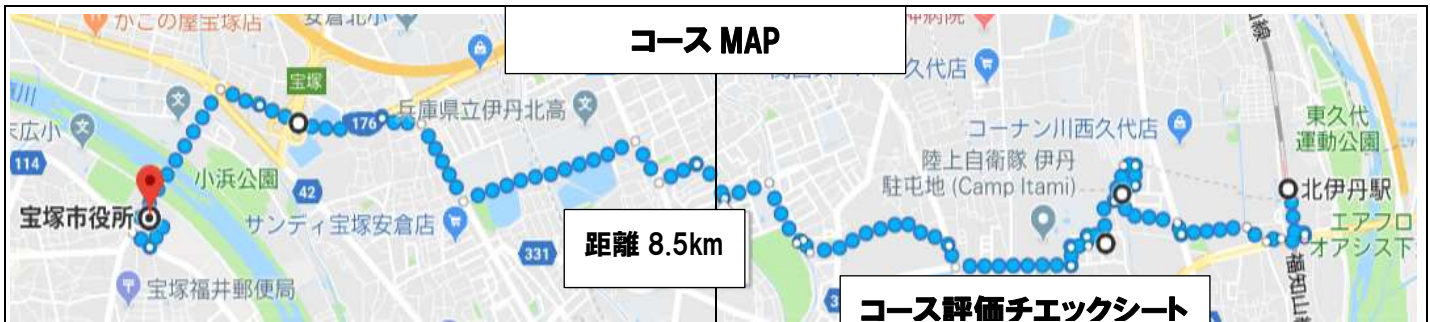 かごの屋宝塚店
安倉北小
コース MAP
久代店
宝塚
176
兵庫県立伊丹北高
コーナン川西久代店
東久代
運動公園
114
小浜公園
42
陸上自衛隊 伊丹
駐屯地 (Camp Itami)
北伊丹駅
宝塚市役所
サンディ宝塚安倉店
331
距離 8.5km
エアフロ
オアシス下
宝塚福井郵便局
コース評価チエックシート